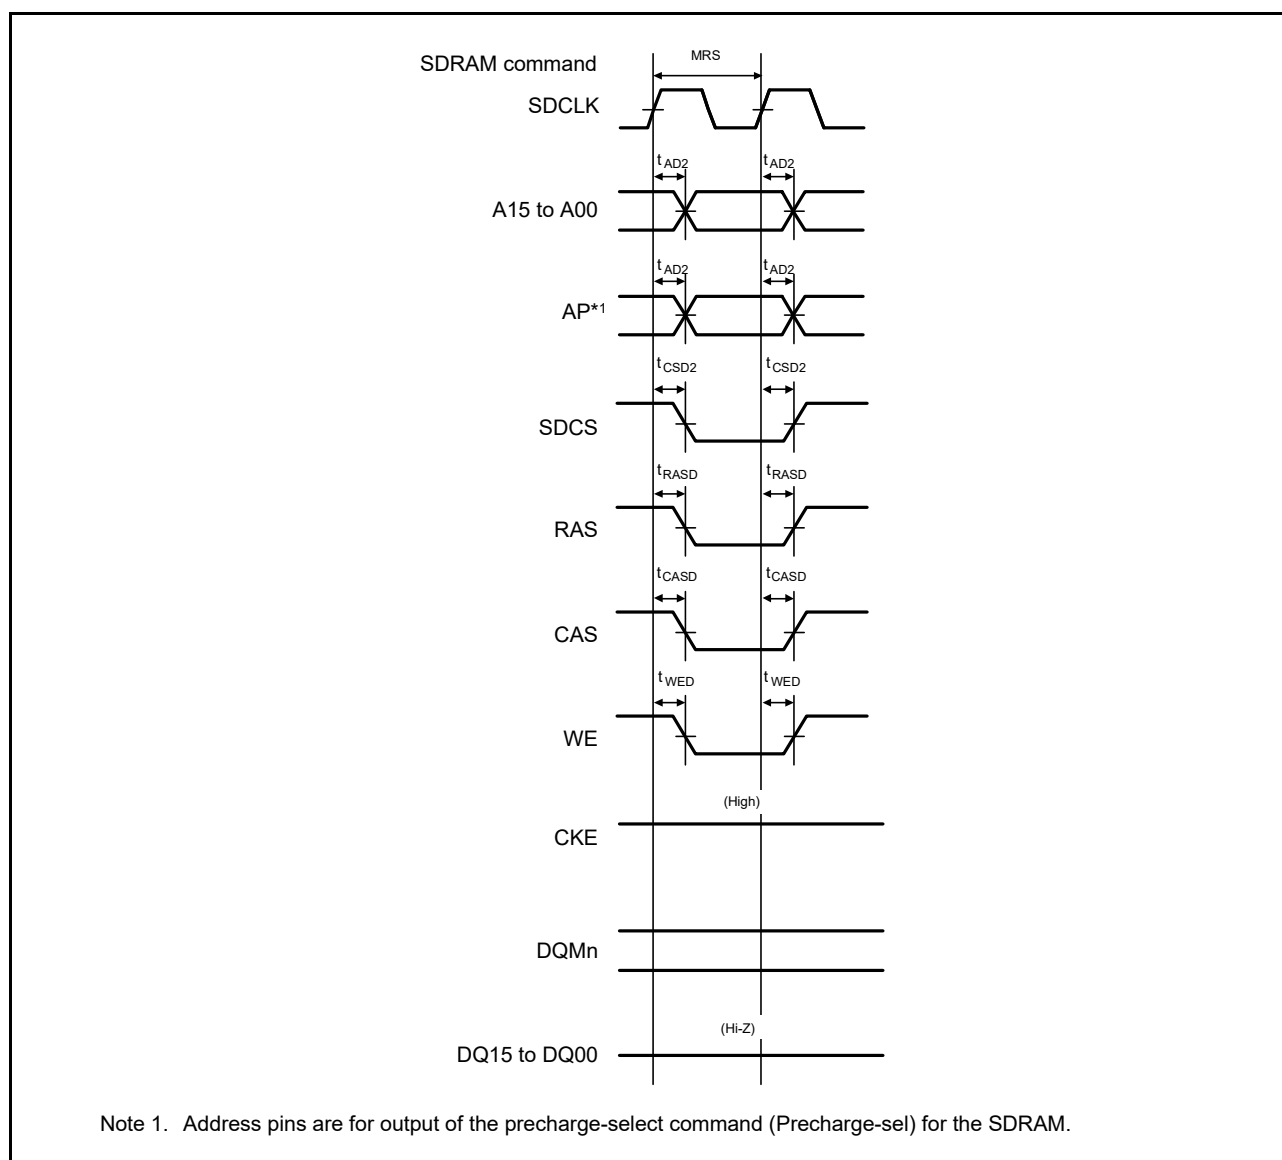 SDRAM command
MRS
SDCLK
tAD2 tAD2
A15 to A00
tAD2 tAD2
AP*1
tCSD2 tCSD2
SDCS
tRASD tRASD
RAS
tCASD tCASD
CAS
tWED tWED
WE
(High)
CKE
DQMn
(Hi-Z)
DQ15 to DQ00
Note 1. Address pins are for output of the precharge-select command (Precharge-sel) for the SDRAM.